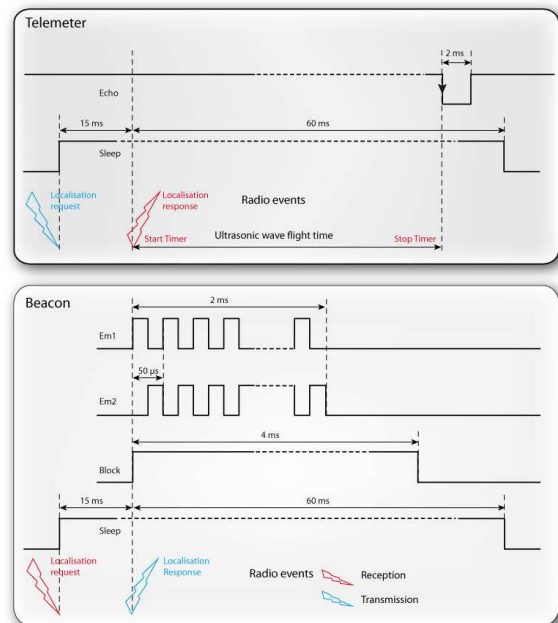 Telemeter
2 ms
Echo
15 ms
60 ms
Sleep
Localisation
request
Localisation
response
Radio events
Start Timer
Ultrasonic wave flight time
Stop Timer
Beacon
2 ms
Em1
50 µs
Em2
4 ms
Block
15 ms
60 ms
Sleep
Localisation
request
Localisation
Response
Radio events
Reception
Transmission